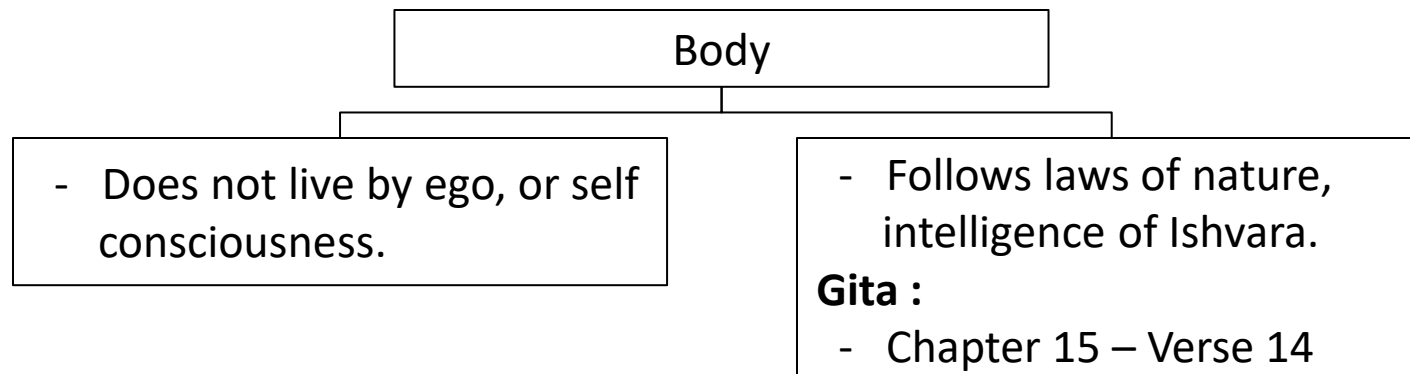 Body
- Does not live by ego, or self
consciousness.
- Follows laws of nature,
intelligence of Ishvara.
Gita :
- Chapter 15 – Verse 14